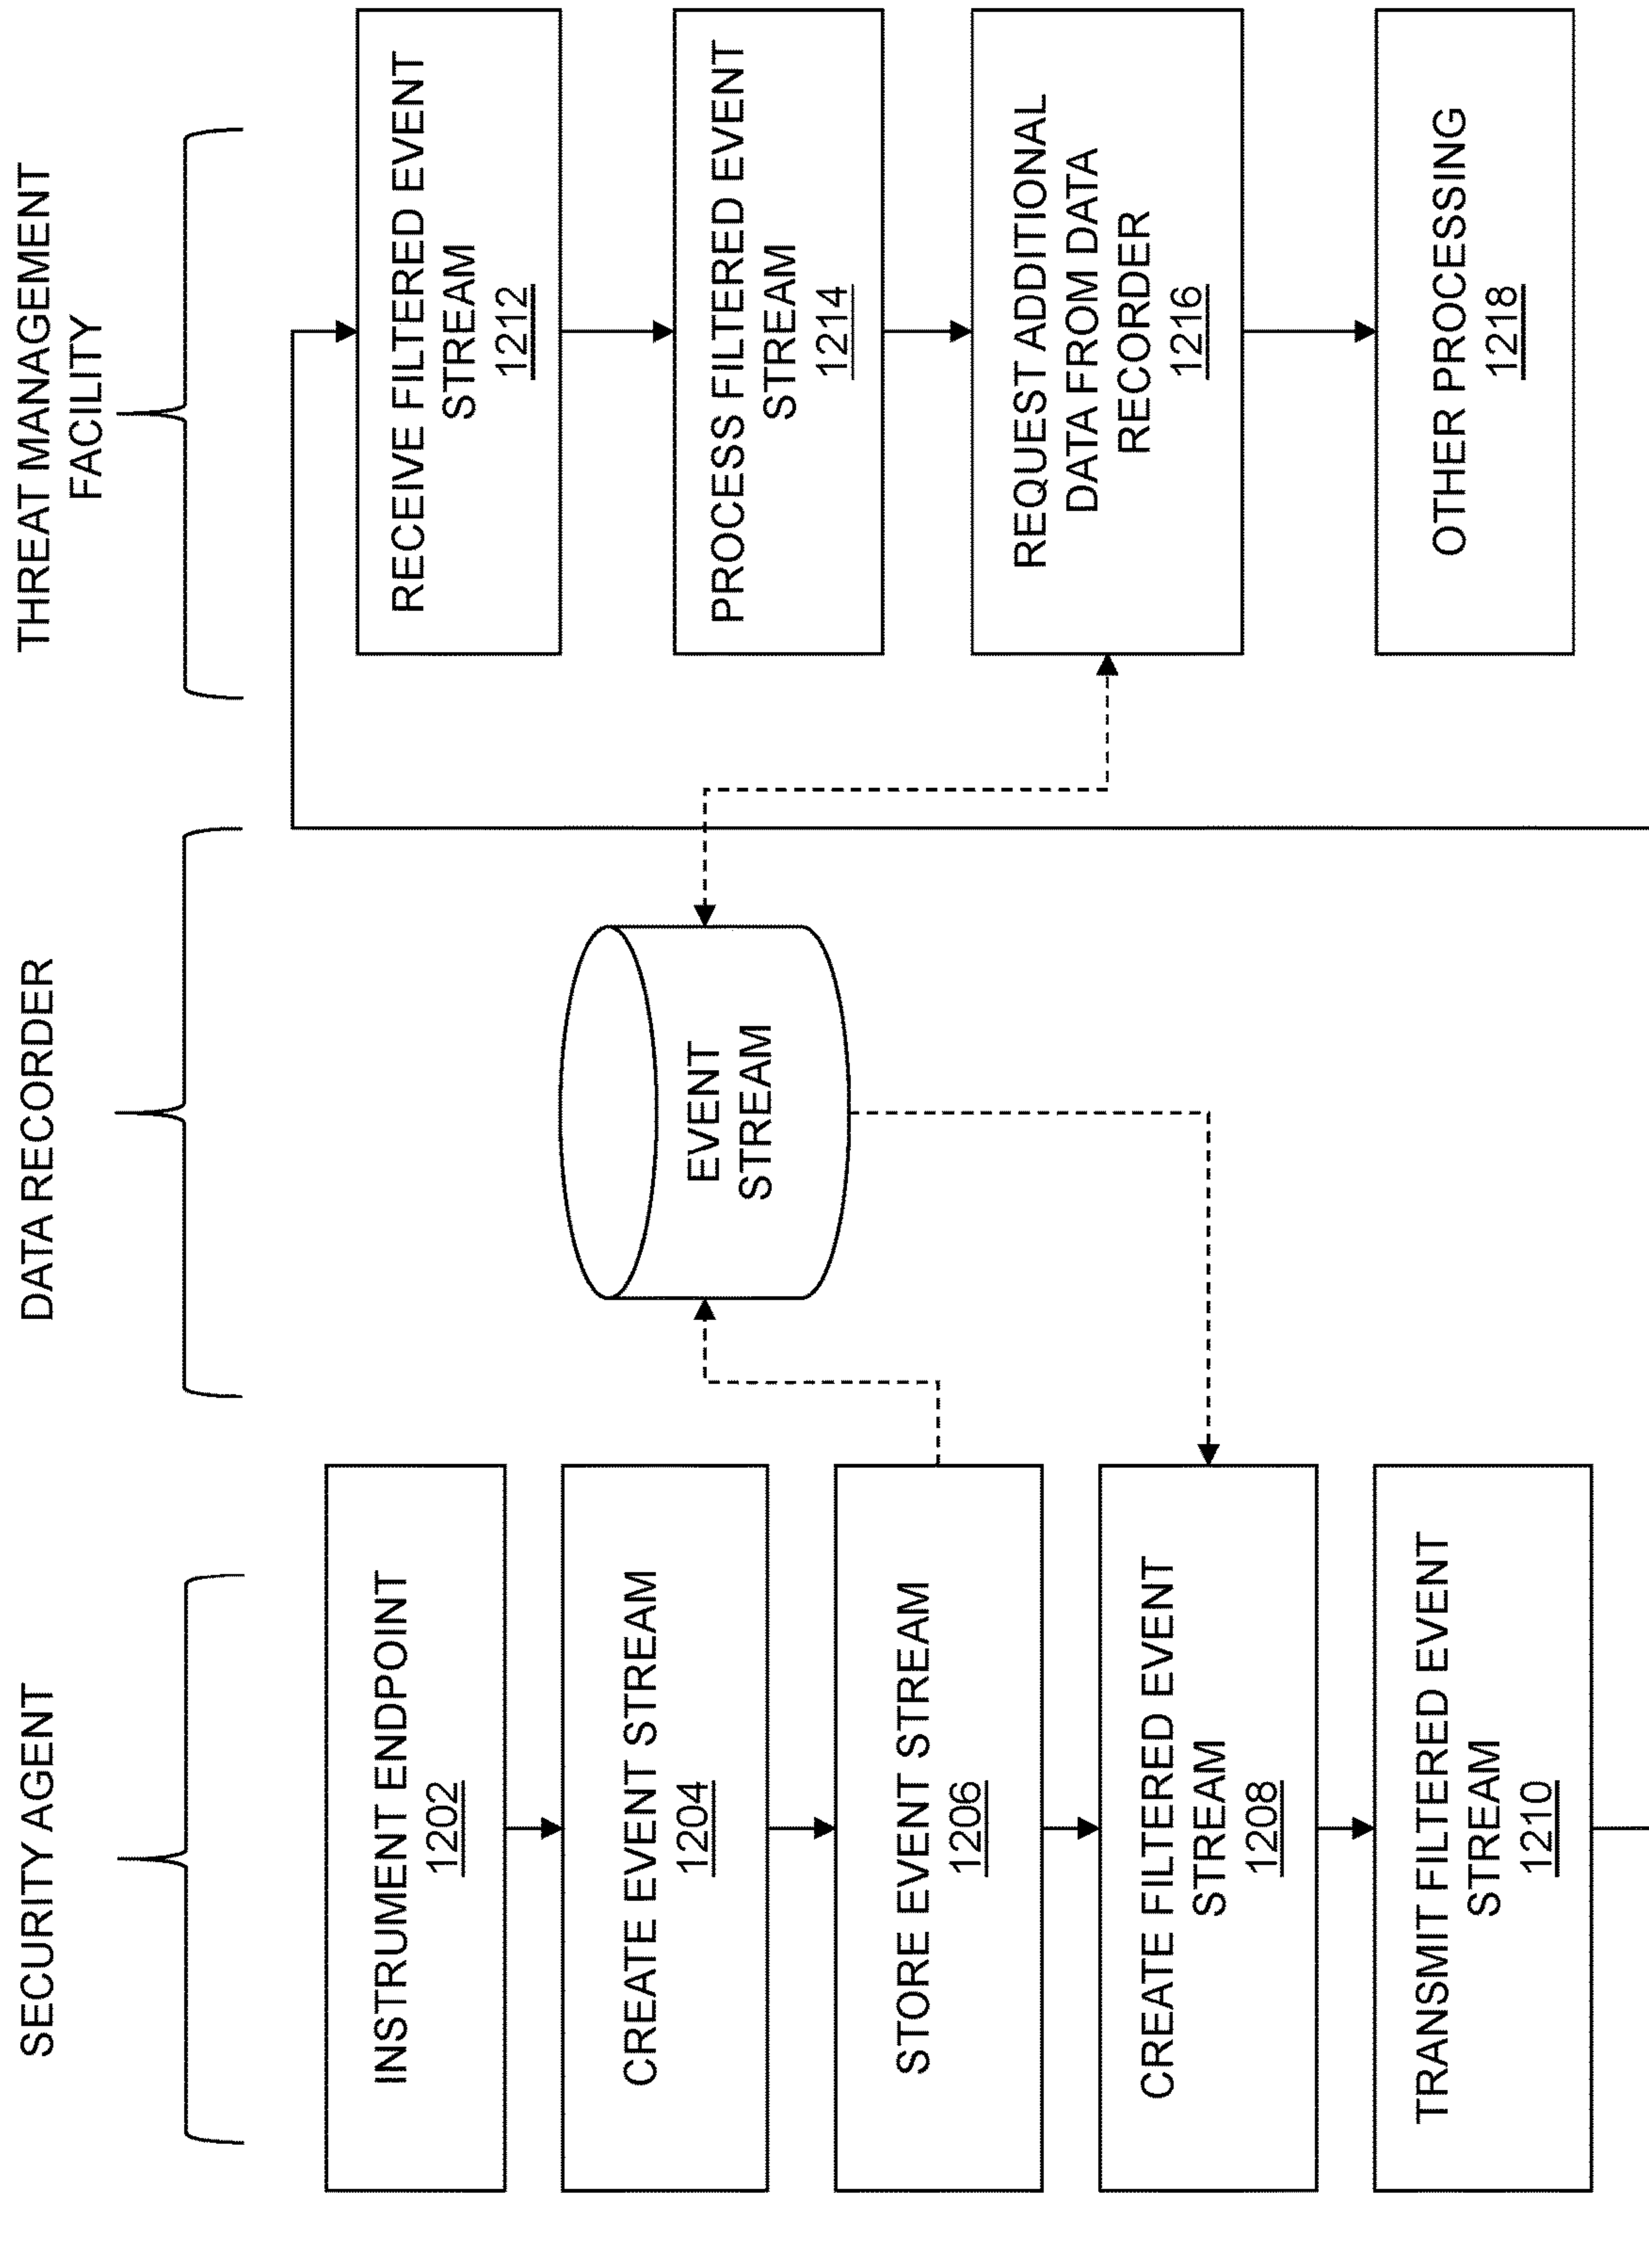 SECURITY AGENT
INSTRUMENT ENDPOINT
1202
CREATE EVENT STREAM
1204
STORE EVENT STREAM
1206
CREATE FILTERED EVENT
STREAM
1208
TRANSMIT FILTERED EVENT
STREAM
1210
DATA RECORDER
EVENT
STREAM
THREAT MANAGEMENT
FACILITY
RECEIVE FILTERED EVENT
STREAM
1212
PROCESS FILTERED EVENT
STREAM
1214
REQUEST ADDITIONAL
DATA FROM DATA
RECORDER
1216
OTHER PROCESSING
1218